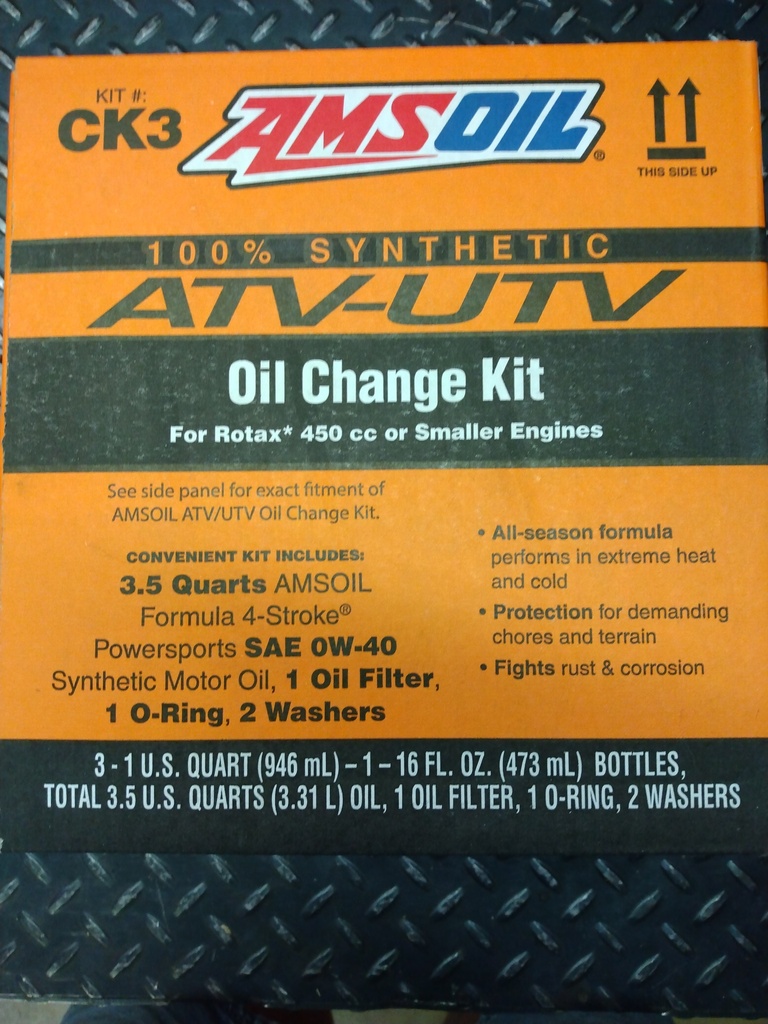 KIT #:
CK3
AMSOIL®
THIS SIDE UP
100% SYNTHETIC
ATV-UTV
Oil Change Kit
For Rotax* 450 cc or Smaller Engines
See side panel for exact fitment of
AMSOIL ATV/UTV Oil Change Kit.
CONVENIENT KIT INCLUDES:
3.5 Quarts AMSOIL
Formula 4-Stroke®
Powersports SAE 0W-40
Synthetic Motor Oil, 1 Oil Filter,
1 O-Ring, 2 Washers
• All-season formula
performs in extreme heat
and cold
• Protection for demanding
chores and terrain
• Fights rust & corrosion
3 - 1 U.S. QUART (946 mL) – 1 – 16 FL. OZ. (473 mL) BOTTLES,
TOTAL 3.5 U.S. QUARTS (3.31 L) OIL, 1 OIL FILTER, 1 O-RING, 2 WASHERS